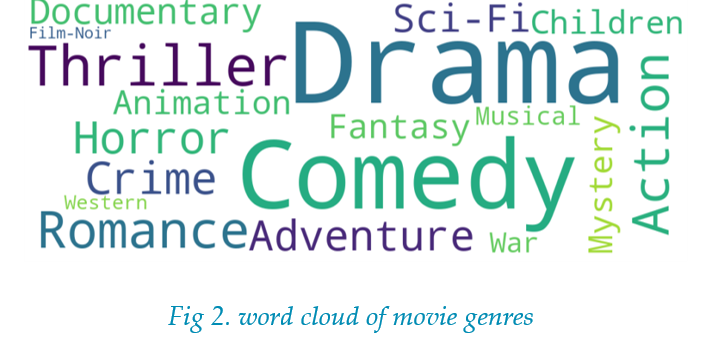 Documentary
Sci-Fi
Children
Film-Noir
Thriller
Drama
Animation
Fantasy
Musical
Horror
Mystery
Action
Crime
Comedy
Western
Romance
Adventure
War
Fig 2. word cloud of movie genres